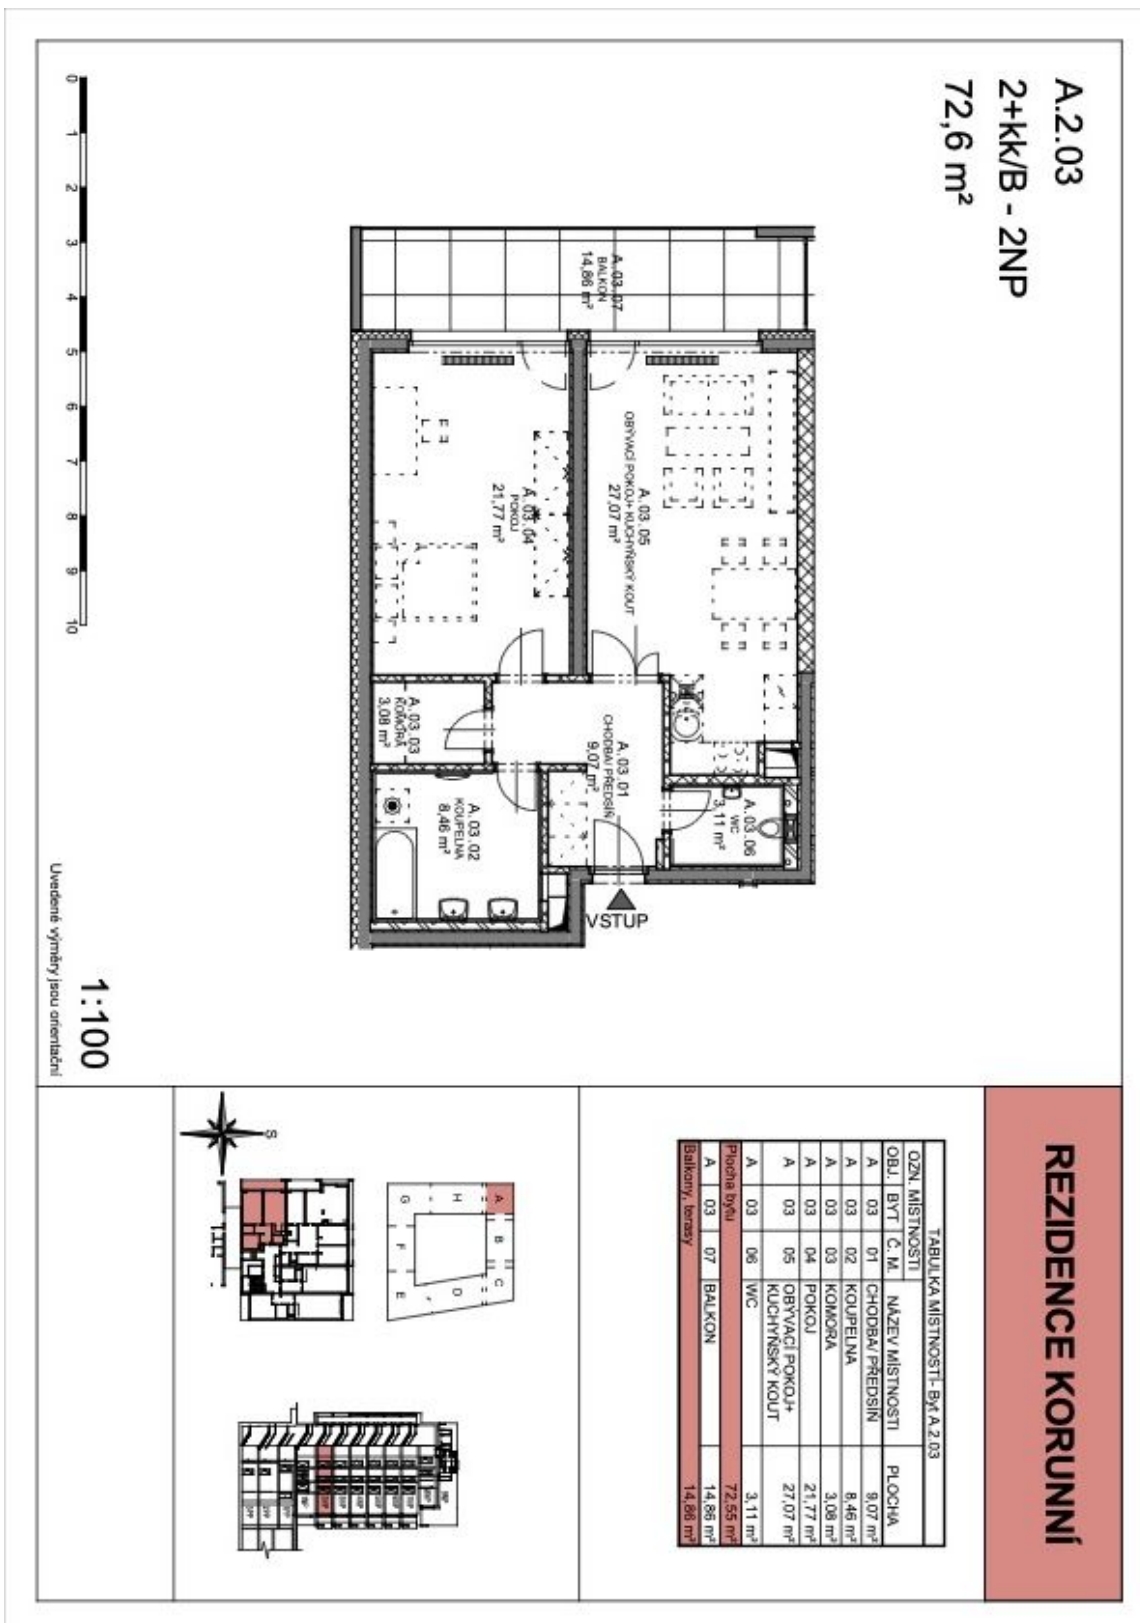 A.2.03
2+kk/B - 2NP
72,6 m²
A.03.07
BALKON
14,86 m²
A.03.05
OBÝVACÍ POKOJ+ KUCHYŇSKÝ KOUT
27,07 m²
A.03.04
POKOJ
21,77 m²
A.03.03
KOMORA
3,08 m²
A.03.01
CHODBA/ PŘEDSÍŇ
9,07 m²
A.03.02
KOUPELNA
8,46 m²
A.03.06
WC
3,11 m²
VSTUP
0 1 2 3 4 5 6 7 8 9 10
1:100
Uvedené výměry jsou orientační
REZIDENCE KORUNNÍ
TABULKA MÍSTNOSTÍ- Byt A.2.03
OZN. MÍSTNOSTI NÁZEV MÍSTNOSTI PLOCHA
OBJ. BYT Č. M.
A 03 01 CHODBA/ PŘEDSÍŇ 9,07 m²
A 03 02 KOUPELNA 8,46 m²
A 03 03 KOMORA 3,08 m²
A 03 04 POKOJ 21,77 m²
A 03 05 OBÝVACÍ POKOJ+
KUCHYŇSKÝ KOUT 27,07 m²
A 03 06 WC 3,11 m²
Plocha bytu 72,55 m²
A 03 07 BALKON 14,86 m²
Balkony, terasy 14,86 m²
S
A B C
H D
G F E